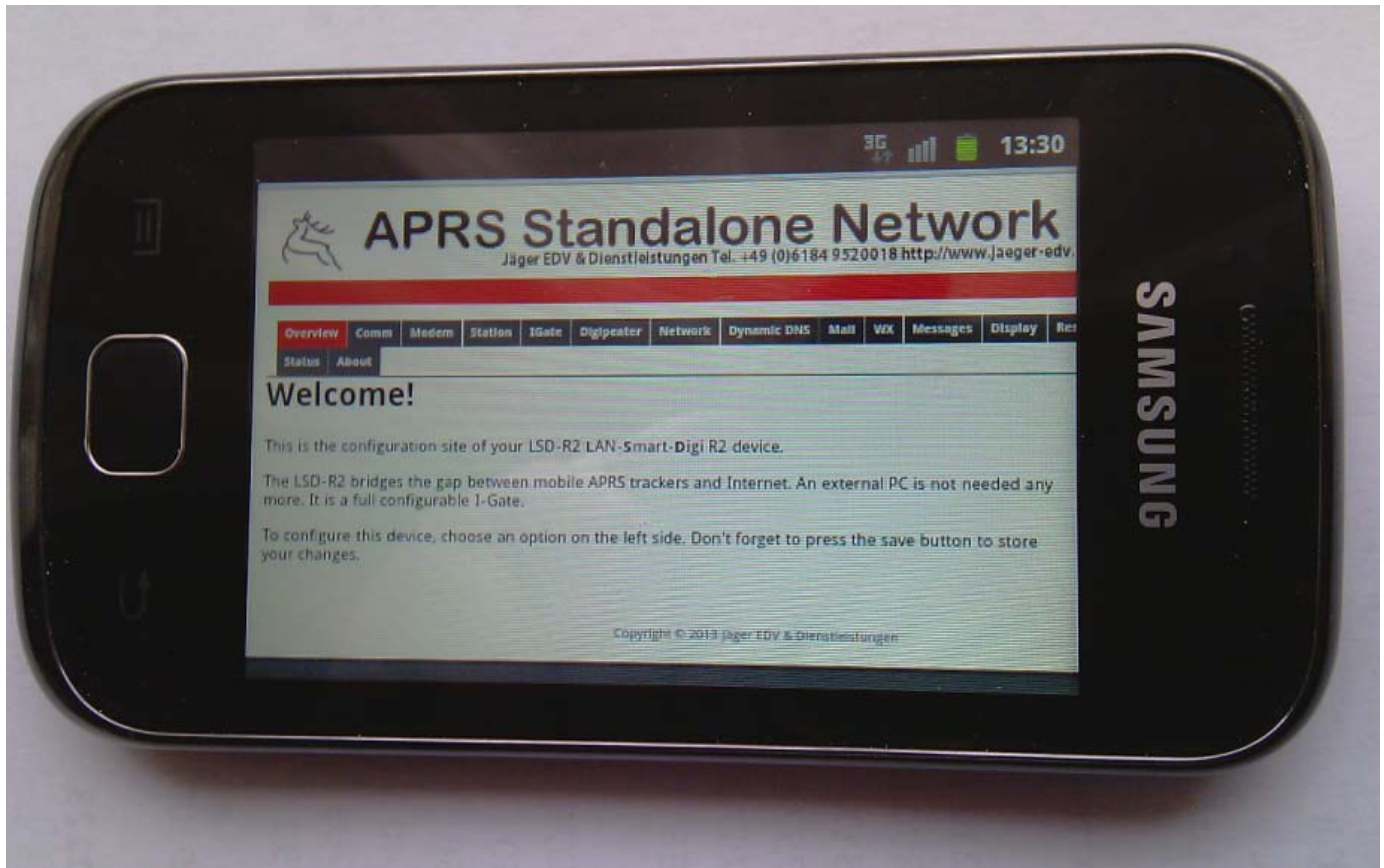 3G 13:30
APRS Standalone Network
Jäger EDV & Dienstleistungen Tel. +49 (0)6184 9520018 http://www.jaeger-edv.
Overview Comm Modem Station IGate Digipeater Network Dynamic DNS Mail WX Messages Display Res
Status About
Welcome!
This is the configuration site of your LSD-R2 LAN-Smart-Digi R2 device.
The LSD-R2 bridges the gap between mobile APRS trackers and Internet. An external PC is not needed any
more. It is a full configurable I-Gate.
To configure this device, choose an option on the left side. Don't forget to press the save button to store
your changes.
Copyright © 2013 Jäger EDV & Dienstleistungen
SAMSUNG